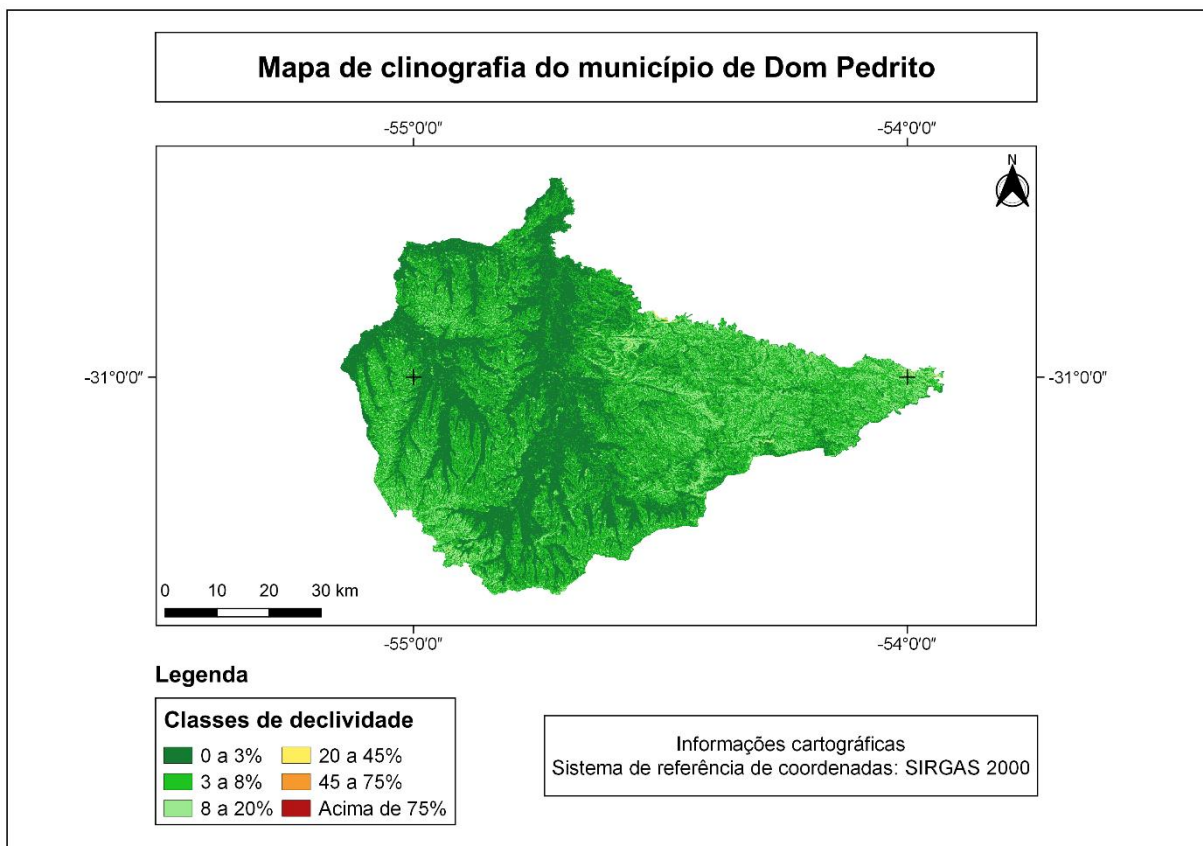 Mapa de clinografia do município de Dom Pedrito
-55°0′0″ -54°0′0″
N
-31°0′0″ -31°0′0″
0 10 20 30 km
-55°0′0″ -54°0′0″
Legenda
Classes de declividade
0 a 3% 20 a 45%
3 a 8% 45 a 75%
8 a 20% Acima de 75%
Informações cartográficas
Sistema de referência de coordenadas: SIRGAS 2000